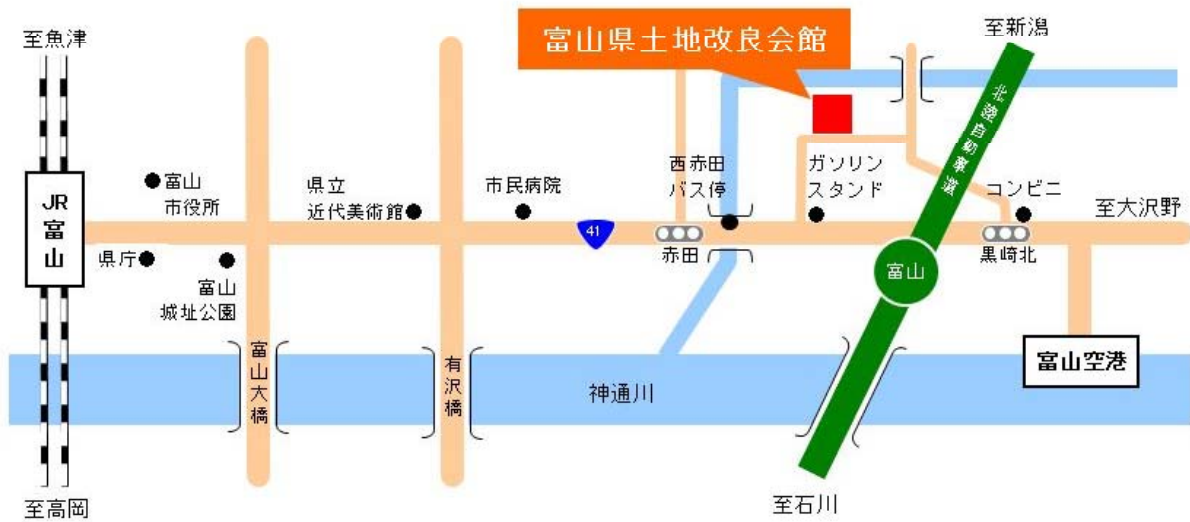 至魚津
富山県土地改良会館
至新潟
北陸自動車道
JR
富
山
富山
市役所
県立
近代美術館
市民病院
西赤田
バス停
ガソリン
スタンド
コンビニ
至大沢野
41
県庁
富山
城址公園
赤田
富山
黒崎北
富山大橋
有沢橋
神通川
富山空港
至高岡
至石川